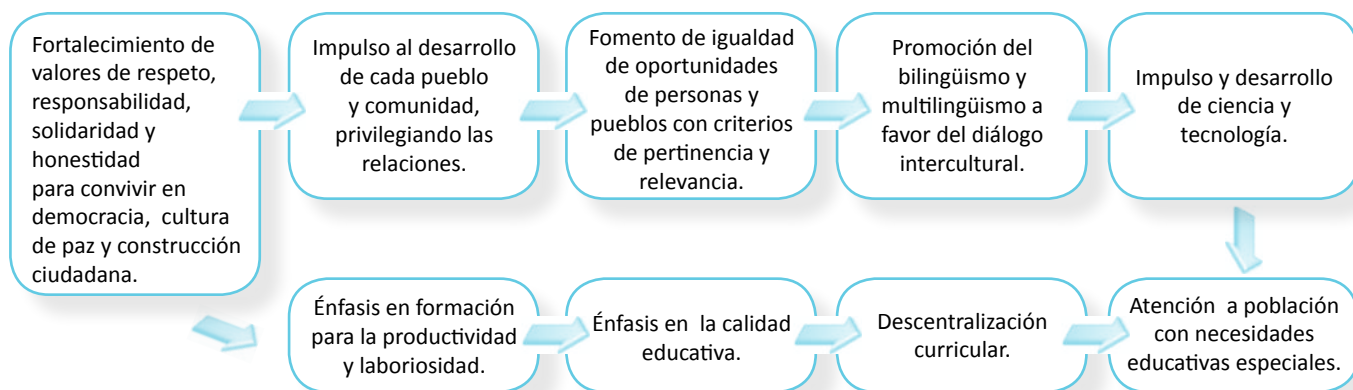 Fortalecimiento de
valores de respeto,
responsabilidad,
solidaridad y
honestidad
para convivir en
democracia, cultura
de paz y construcción
ciudadana.
Impulso al desarrollo
de cada pueblo
y comunidad,
privilegiando las
relaciones.
Fomento de igualdad
de oportunidades
de personas y
pueblos con criterios
de pertinencia y
relevancia.
Promoción del
bilingüismo y
multilingüismo a
favor del diálogo
intercultural.
Impulso y desarrollo
de ciencia y
tecnología.
Énfasis en formación
para la productividad
y laboriosidad.
Énfasis en la calidad
educativa.
Descentralización
curricular.
Atención a población
con necesidades
educativas especiales.